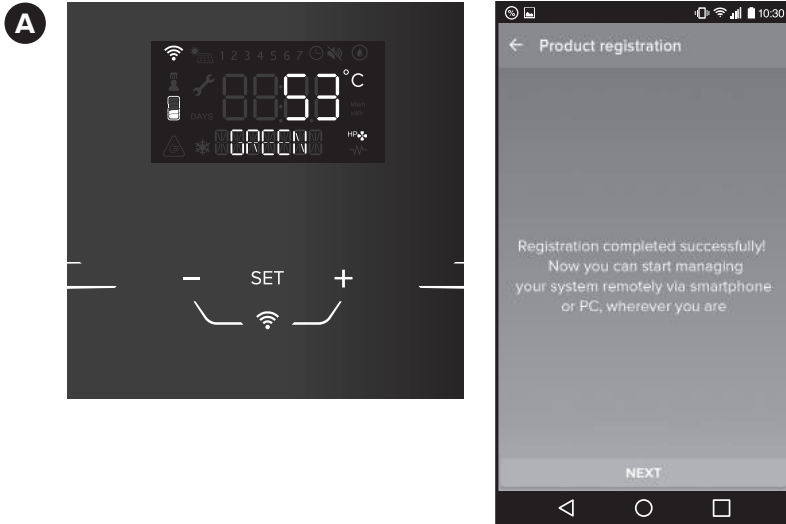 A
1 2 3 4 5 6 7
53 °C
DAYS
GREEN
HP
- SET +
10:30
← Product registration
Registration completed successfully!
Now you can start managing
your system remotely via smartphone
or PC, wherever you are
NEXT